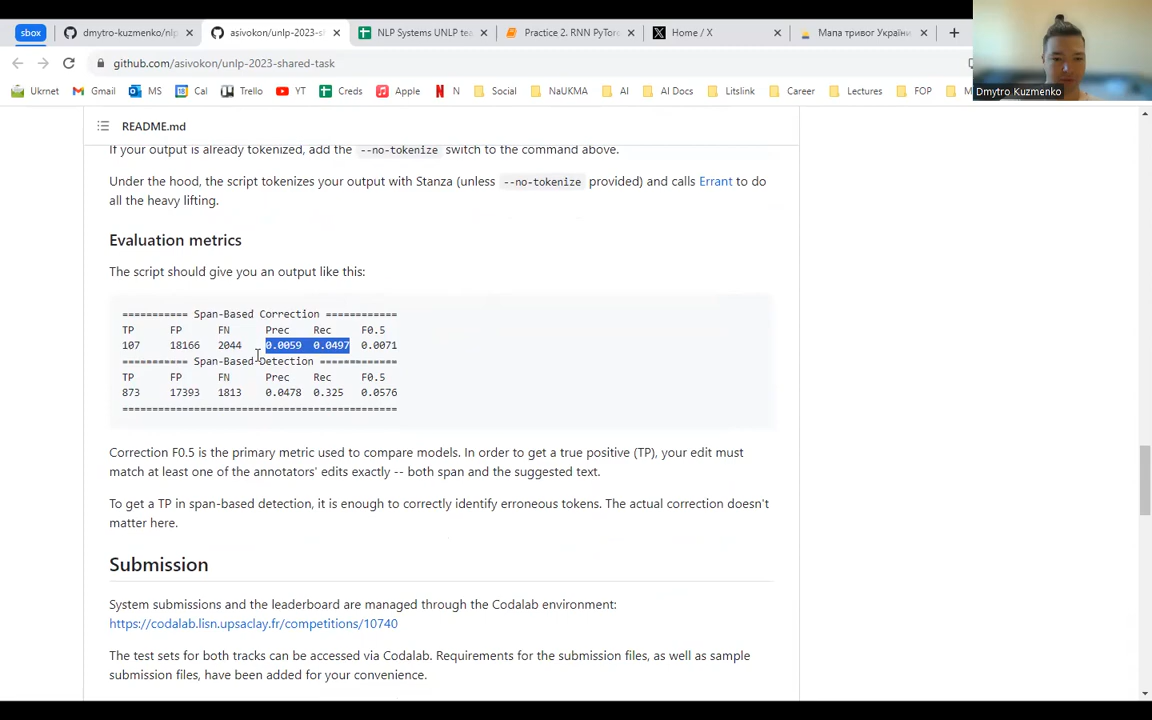 sbox
dmytro-kuzmenko/nlp
asivokon/unlp-2023-s
NLP Systems UNLP tea
Practice 2. RNN PyTorc
Home / X
Мапа тривог Україн
github.com/asivokon/unlp-2023-shared-task
Ukrnet Gmail MS Cal Trello YT Creds Apple N Social NaUKMA AI AI Docs Litslink Career Lectures FOP
Dmytro Kuzmenko
README.md
If your output is already tokenized, add the --no-tokenize switch to the command above.
Under the hood, the script tokenizes your output with Stanza (unless --no-tokenize provided) and calls Errant to do
all the heavy lifting.
Evaluation metrics
The script should give you an output like this:
=========== Span-Based Correction ============
TP FP FN Prec Rec F0.5
107 18166 2044 0.0059 0.0497 0.0071
=========== Span-Based Detection =============
TP FP FN Prec Rec F0.5
873 17393 1813 0.0478 0.325 0.0576
==============================================
Correction F0.5 is the primary metric used to compare models. In order to get a true positive (TP), your edit must
match at least one of the annotators' edits exactly -- both span and the suggested text.
To get a TP in span-based detection, it is enough to correctly identify erroneous tokens. The actual correction doesn't
matter here.
Submission
System submissions and the leaderboard are managed through the Codalab environment:
https://codalab.lisn.upsaclay.fr/competitions/10740
The test sets for both tracks can be accessed via Codalab. Requirements for the submission files, as well as sample
submission files, have been added for your convenience.